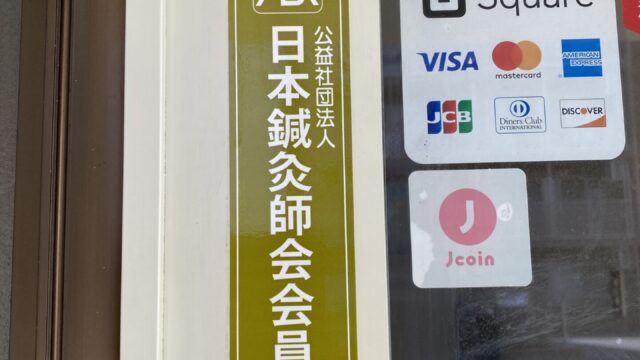 公益社団法人
日本鍼灸師会会員
Square
VISA
mastercard
AMERICAN
EXPRESS
JCB
Diners Club
INTERNATIONAL
DISCOVER
J
Jcoin